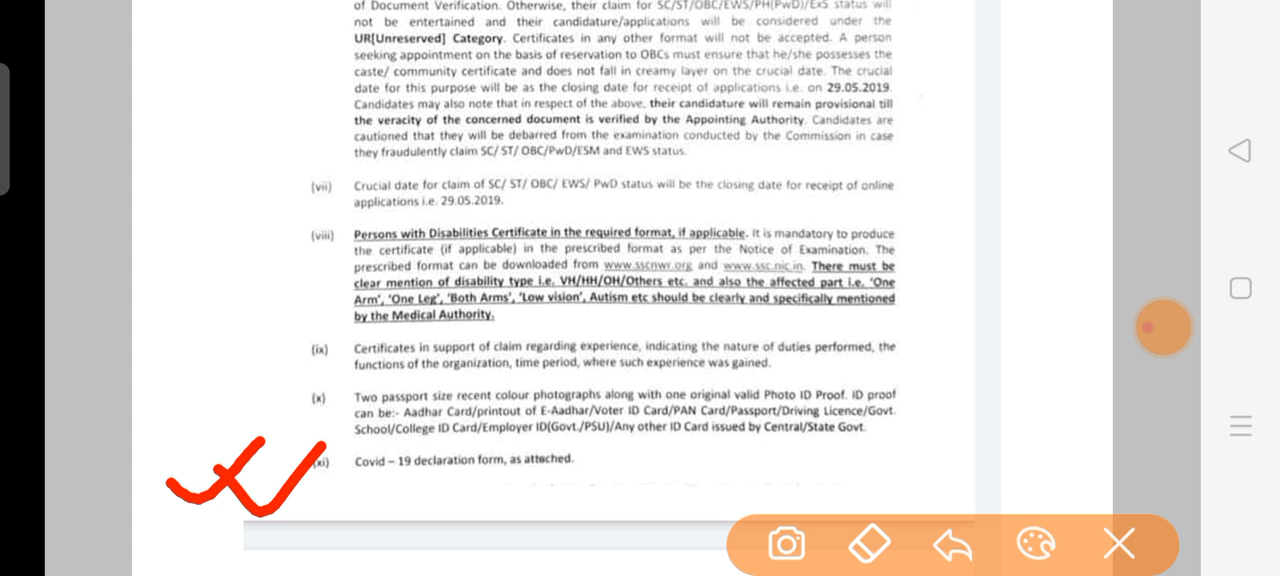 of Document Verification. Otherwise, their claim for SC/ST/OBC/EWS/PH(PwD)/ExS status will
not be entertained and their candidature/applications will be considered under the
UR[Unreserved] Category. Certificates in any other format will not be accepted. A person
seeking appointment on the basis of reservation to OBCs must ensure that he/she possesses the
caste/ community certificate and does not fall in creamy layer on the crucial date. The crucial
date for this purpose will be as the closing date for receipt of applications i.e. on 29.05.2019.
Candidates may also note that in respect of the above, their candidature will remain provisional till
the veracity of the concerned document is verified by the Appointing Authority. Candidates are
cautioned that they will be debarred from the examination conducted by the Commission in case
they fraudulently claim SC/ ST/ OBC/PwD/ESM and EWS status.
(vii) Crucial date for claim of SC/ ST/ OBC/ EWS/ PwD status will be the closing date for receipt of online
applications i.e. 29.05.2019.
(viii) Persons with Disabilities Certificate in the required format, if applicable. It is mandatory to produce
the certificate (if applicable) in the prescribed format as per the Notice of Examination. The
prescribed format can be downloaded from www.sscnwr.org and www.ssc.nic.in. There must be
clear mention of disability type i.e. VH/HH/OH/Others etc. and also the affected part i.e. 'One
Arm', 'One Leg', 'Both Arms', 'Low vision', Autism etc should be clearly and specifically mentioned
by the Medical Authority.
(ix) Certificates in support of claim regarding experience, indicating the nature of duties performed, the
functions of the organization, time period, where such experience was gained.
(x) Two passport size recent colour photographs along with one original valid Photo ID Proof. ID proof
can be:- Aadhar Card/printout of E-Aadhar/Voter ID Card/PAN Card/Passport/Driving Licence/Govt.
School/College ID Card/Employer ID(Govt./PSU)/Any other ID Card issued by Central/State Govt.
(xi) Covid – 19 declaration form, as attached.